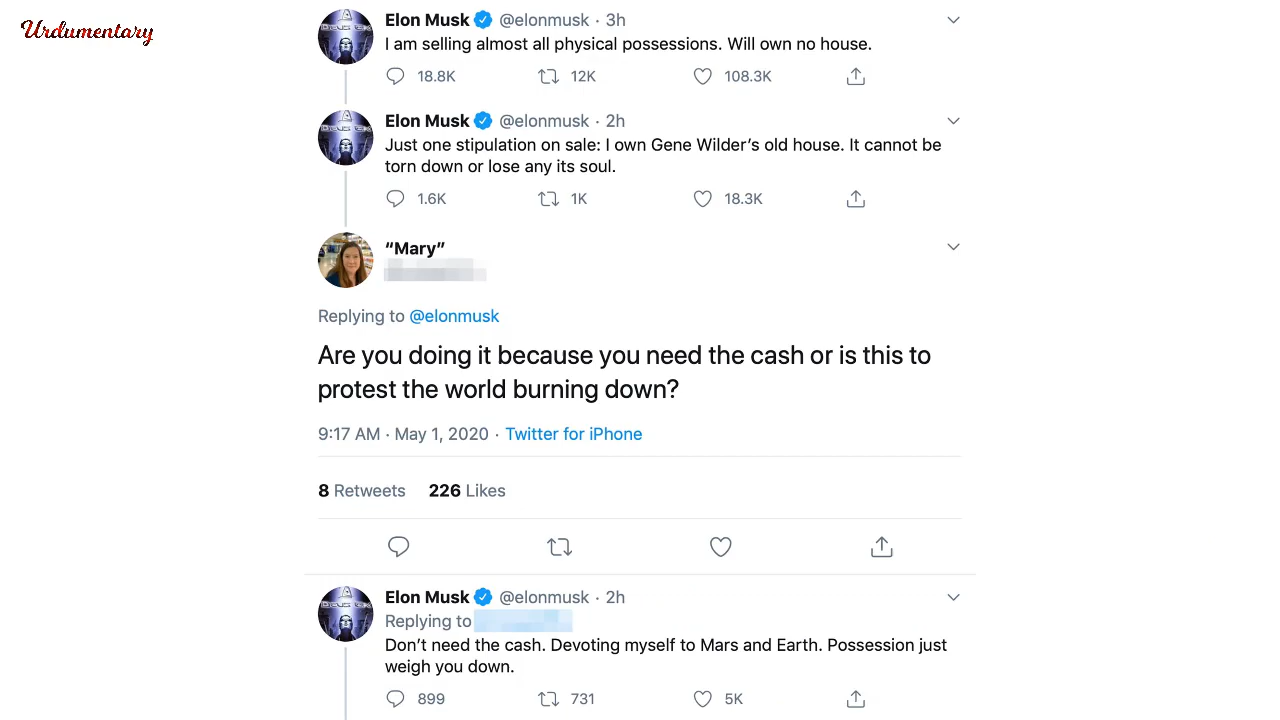 Urdumentary
Elon Musk @elonmusk · 3h
I am selling almost all physical possessions. Will own no house.
18.8K 12K 108.3K
Elon Musk @elonmusk · 2h
Just one stipulation on sale: I own Gene Wilder’s old house. It cannot be
torn down or lose any its soul.
1.6K 1K 18.3K
“Mary”
Replying to @elonmusk
Are you doing it because you need the cash or is this to
protest the world burning down?
9:17 AM · May 1, 2020 · Twitter for iPhone
8 Retweets 226 Likes
Elon Musk @elonmusk · 2h
Replying to
Don’t need the cash. Devoting myself to Mars and Earth. Possession just
weigh you down.
899 731 5K